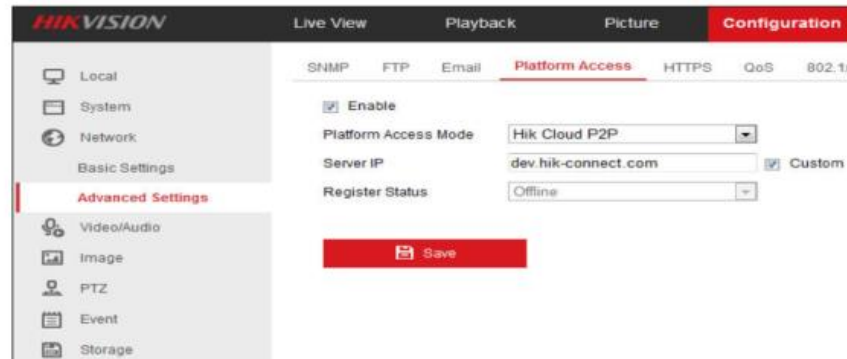 HIKVISION Live View Playback Picture Configuration
SNMP FTP Email Platform Access HTTPS QoS 802.1
Local
System
Network
Basic Settings
Advanced Settings
Video/Audio
Image
PTZ
Event
Storage
Enable
Platform Access Mode Hik Cloud P2P
Server IP dev.hik-connect.com Custom
Register Status Offline
Save